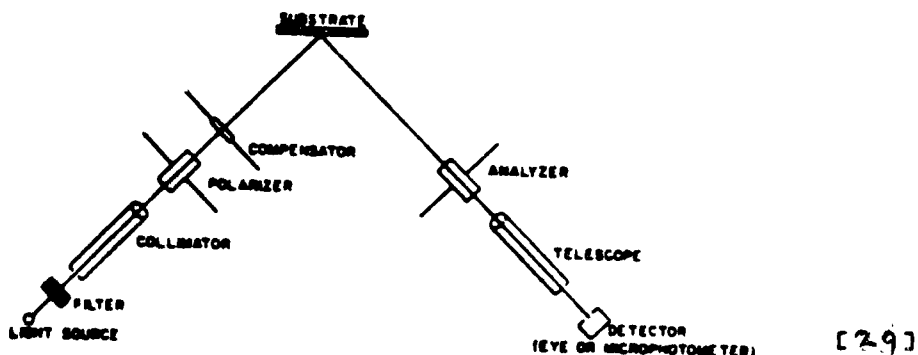 SUBSTRATE
COMPENSATOR
POLARIZER
COLLIMATOR
FILTER
LIGHT SOURCE
ANALYZER
TELESCOPE
DETECTOR
(EYE OR MICROPHOTOMETER)
[29]